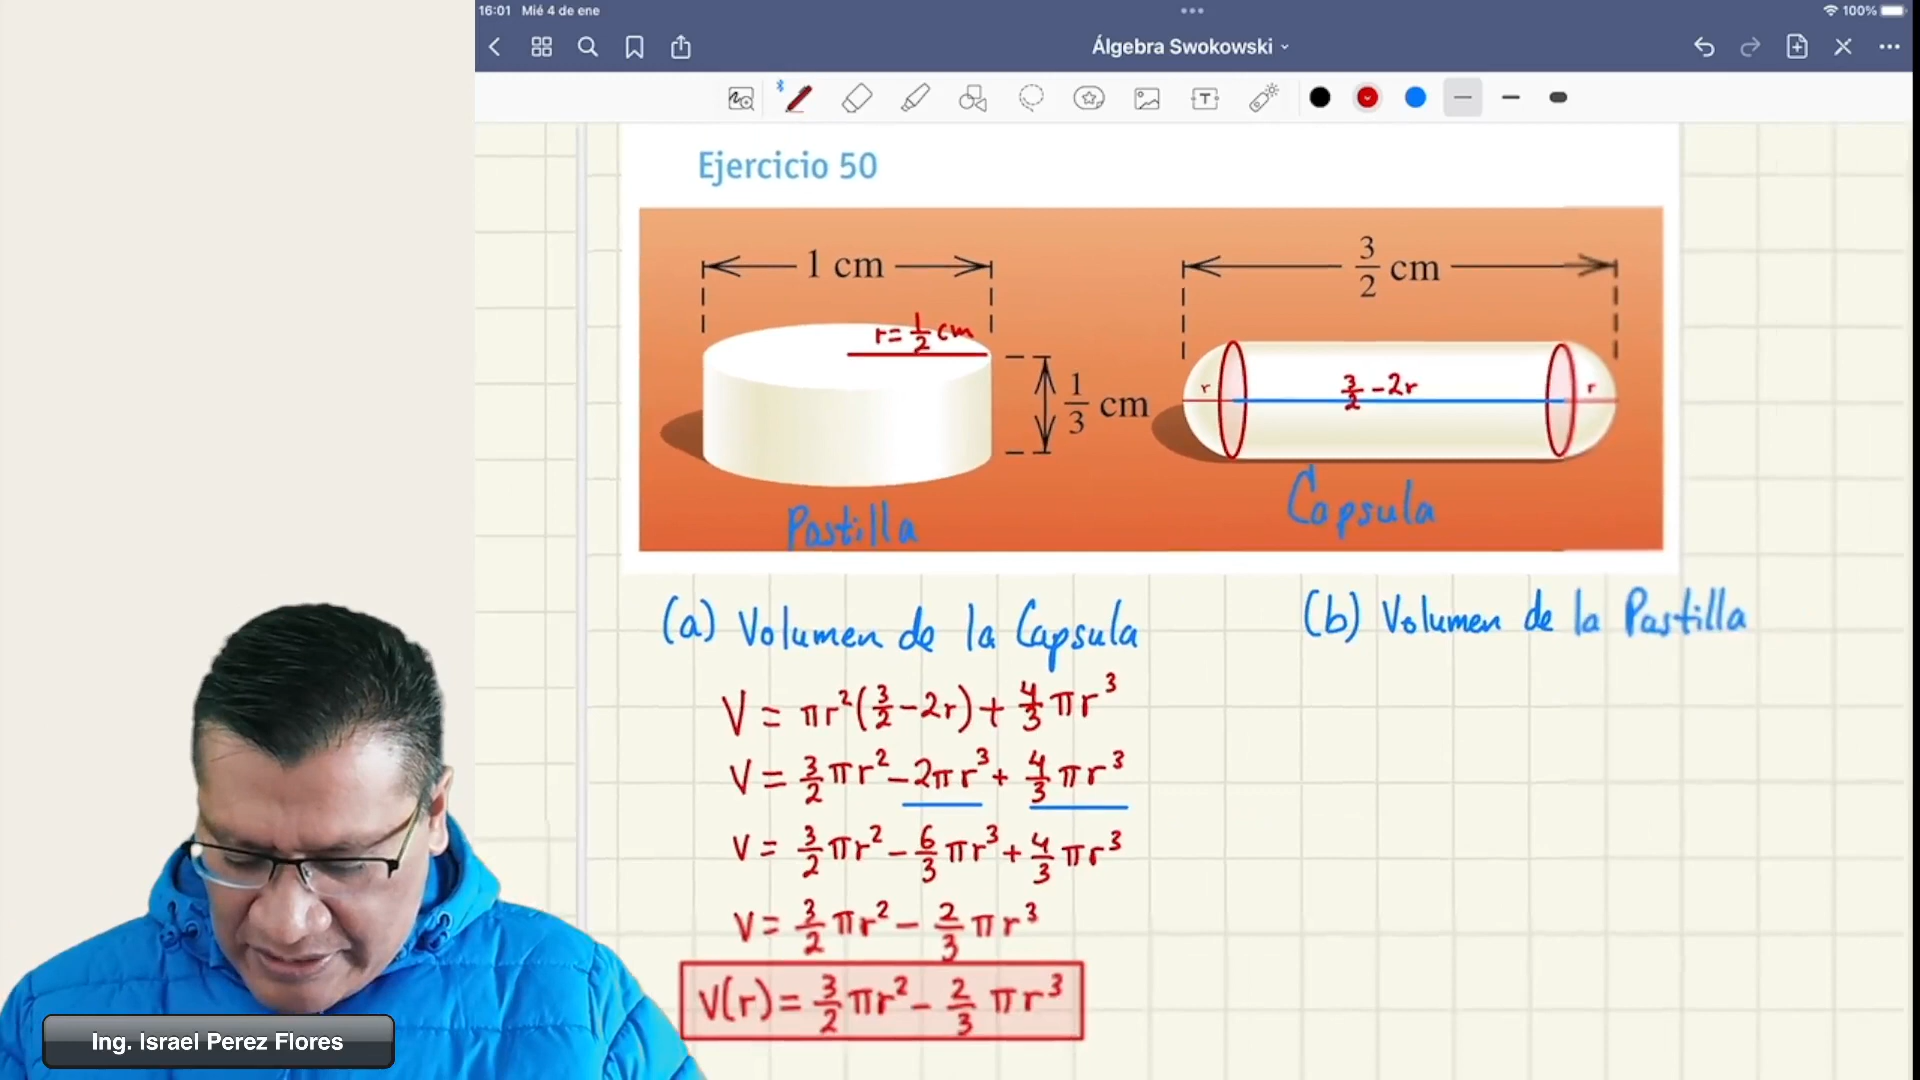 16:01 Mié 4 de ene
100%
Álgebra Swokowski
Ejercicio 50
1 cm
3/2 cm
r = 1/2 cm
1/3 cm
r
3/2 - 2r
r
Pastilla
Capsula
(a) Volumen de la Capsula
(b) Volumen de la Pastilla
V = πr²(3/2 - 2r) + 4/3 πr³
V = 3/2 πr² - 2πr³ + 4/3 πr³
V = 3/2 πr² - 6/3 πr³ + 4/3 πr³
V = 3/2 πr² - 2/3 πr³
V(r) = 3/2 πr² - 2/3 πr³
Ing. Israel Perez Flores